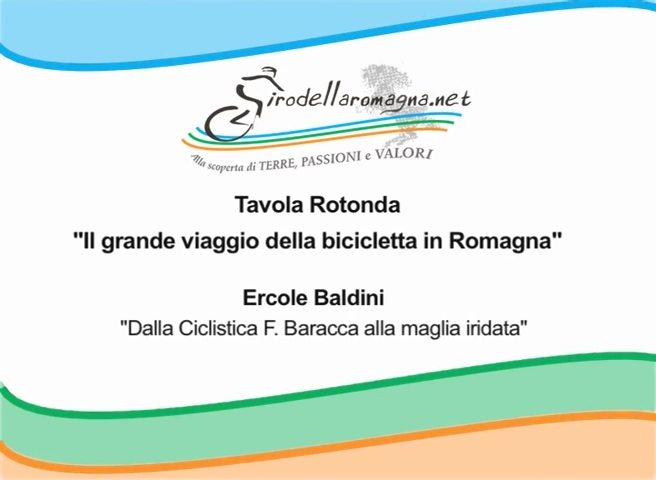 Girodellaromagna.net
Alla scoperta di TERRE, PASSIONI e VALORI
Tavola Rotonda
"Il grande viaggio della bicicletta in Romagna"
Ercole Baldini
"Dalla Ciclistica F. Baracca alla maglia iridata"